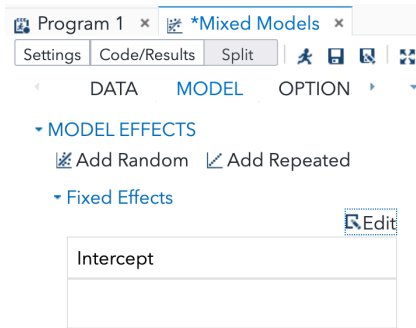 Program 1 × *Mixed Models ×
Settings Code/Results Split
DATA MODEL OPTION
MODEL EFFECTS
Add Random Add Repeated
Fixed Effects
Edit
Intercept